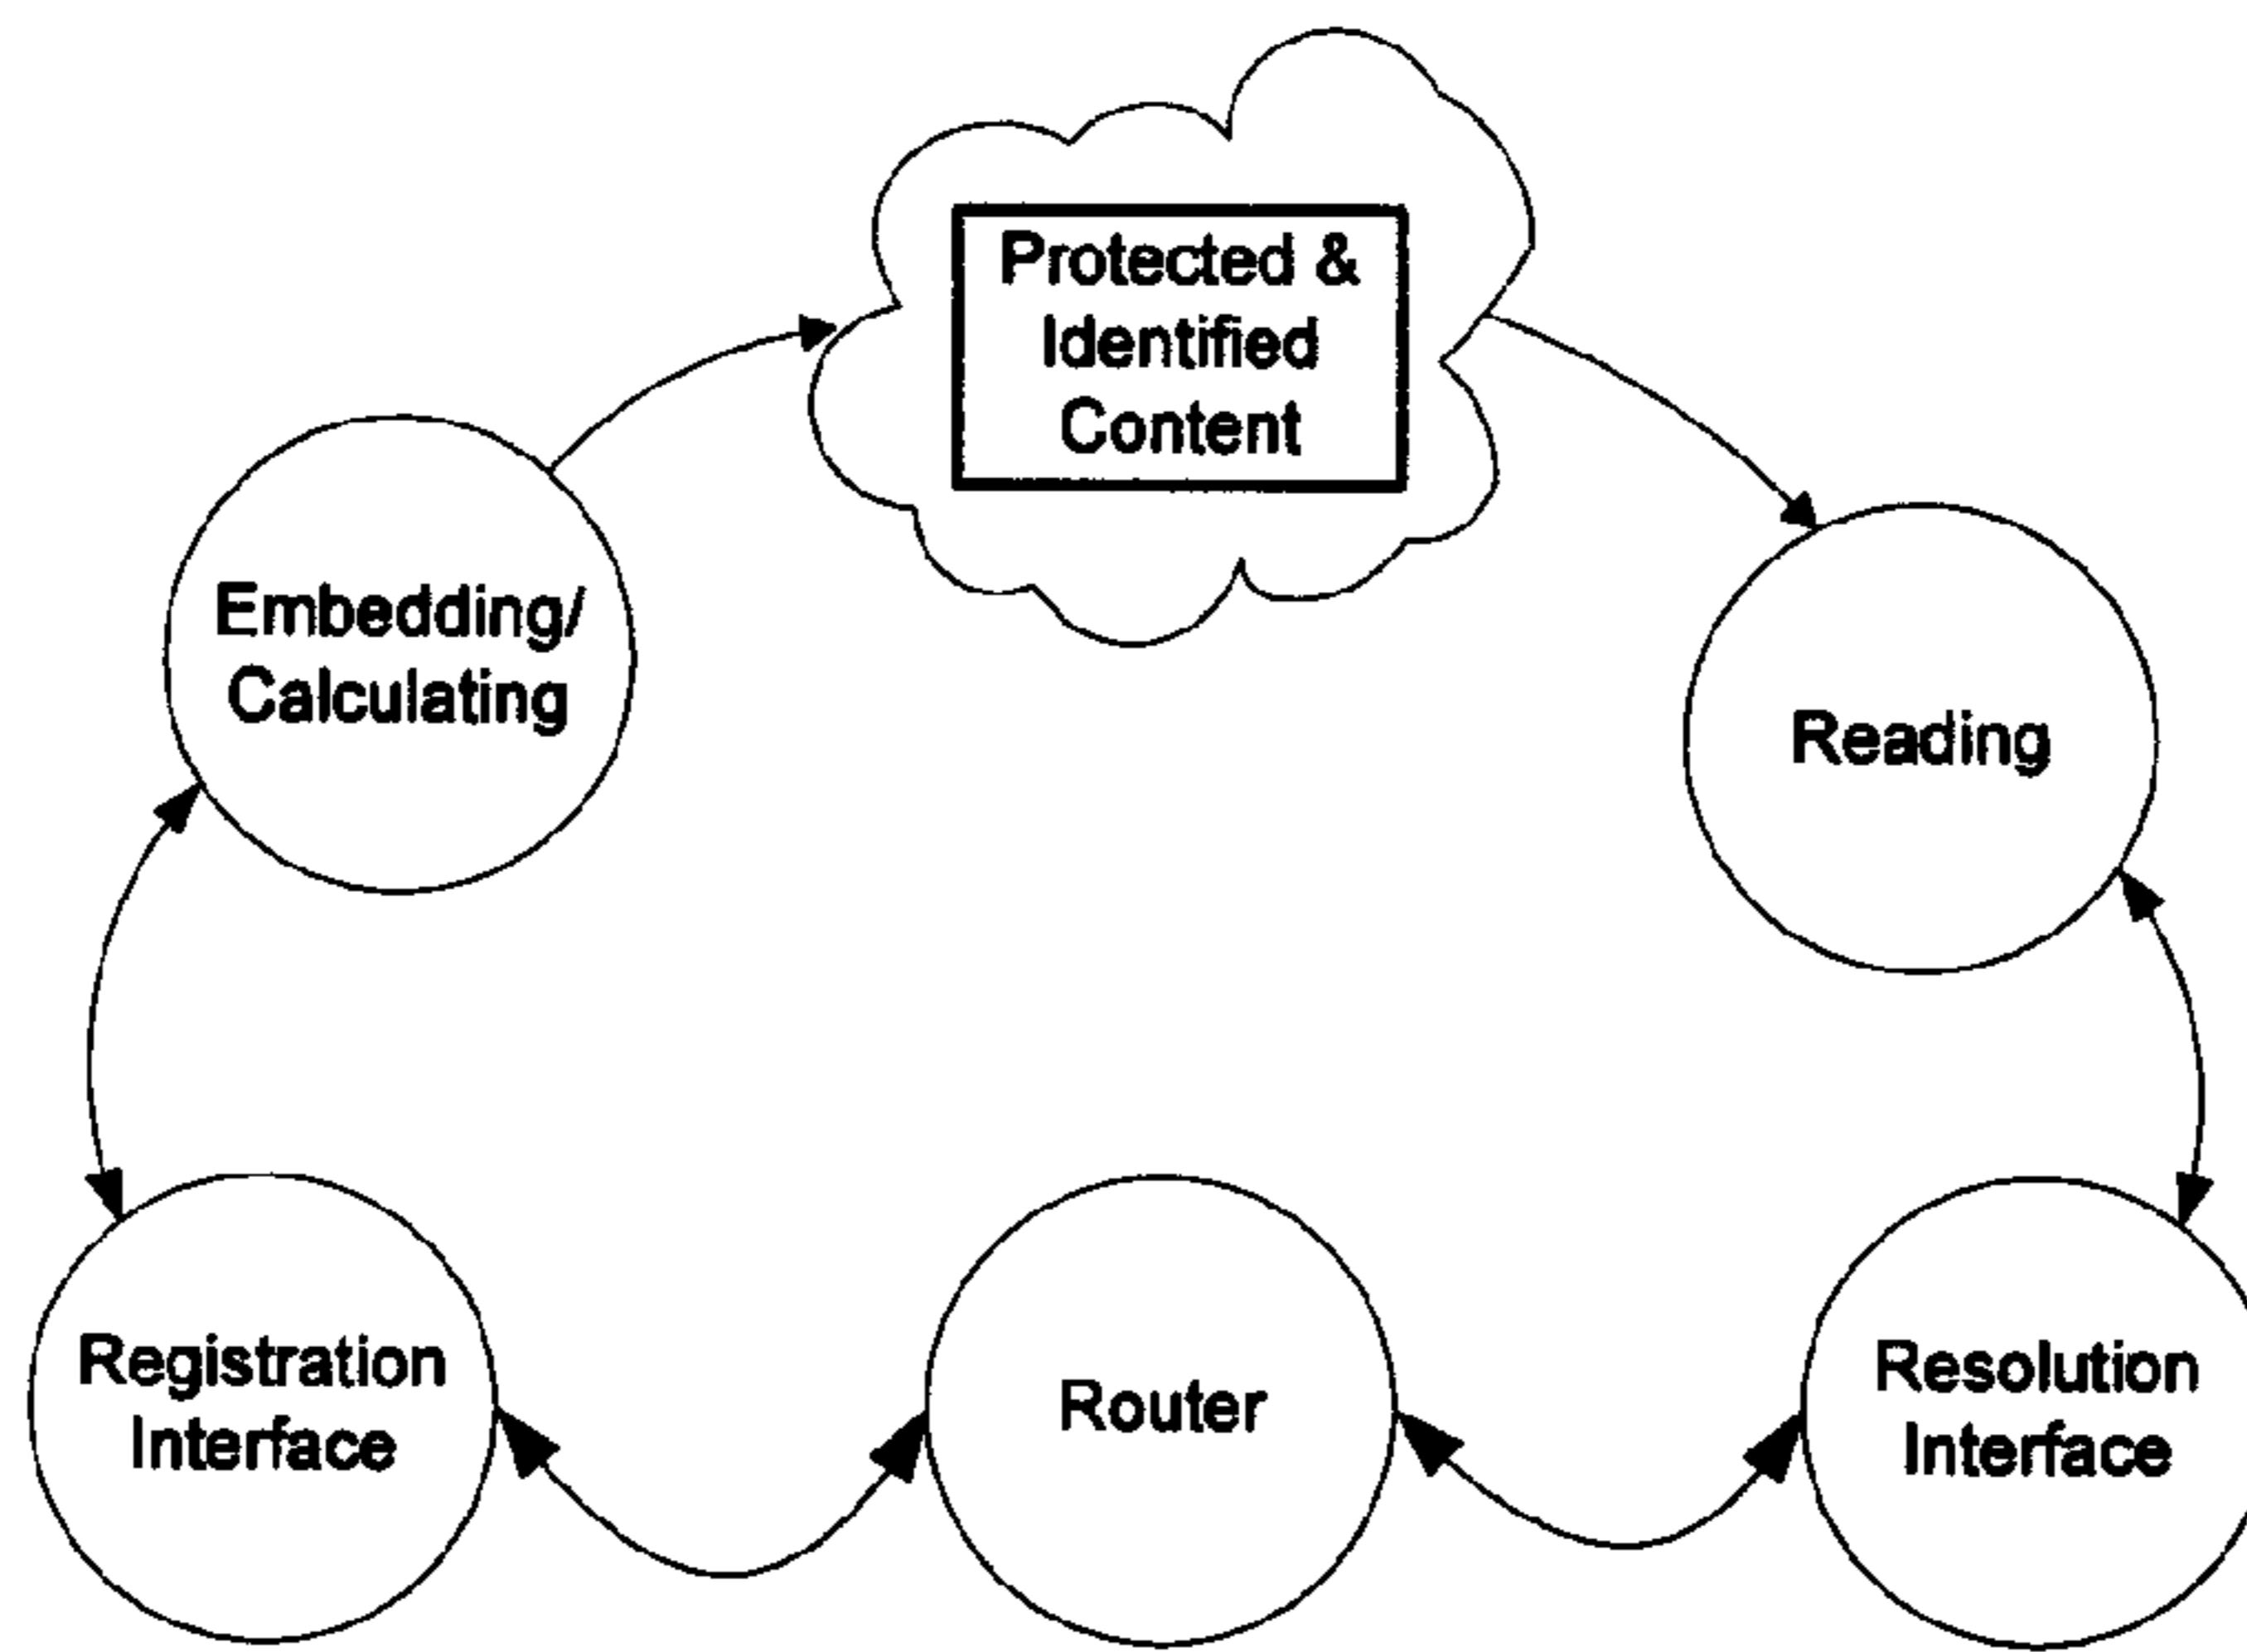 Protected &
Identified
Content
Embedding/
Calculating
Reading
Registration
Interface
Router
Resolution
Interface